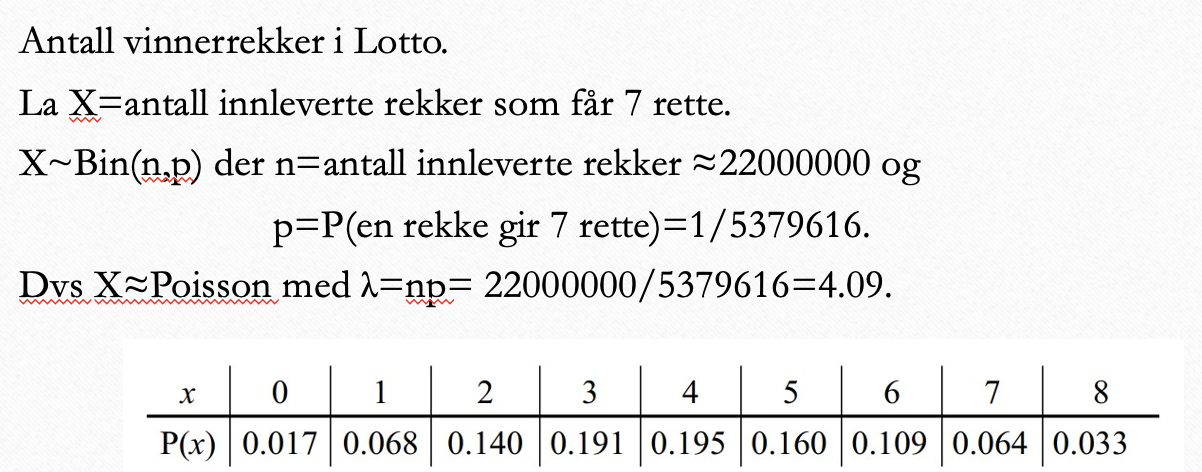 Antall vinnerrekker i Lotto.
La X=antall innleverte rekker som får 7 rette.
X~Bin(n,p) der n=antall innleverte rekker ≈22000000 og
p=P(en rekke gir 7 rette)=1/5379616.
Dvs X≈Poisson med λ=np= 22000000/5379616=4.09.
x 0 1 2 3 4 5 6 7 8
P(x) 0.017 0.068 0.140 0.191 0.195 0.160 0.109 0.064 0.033